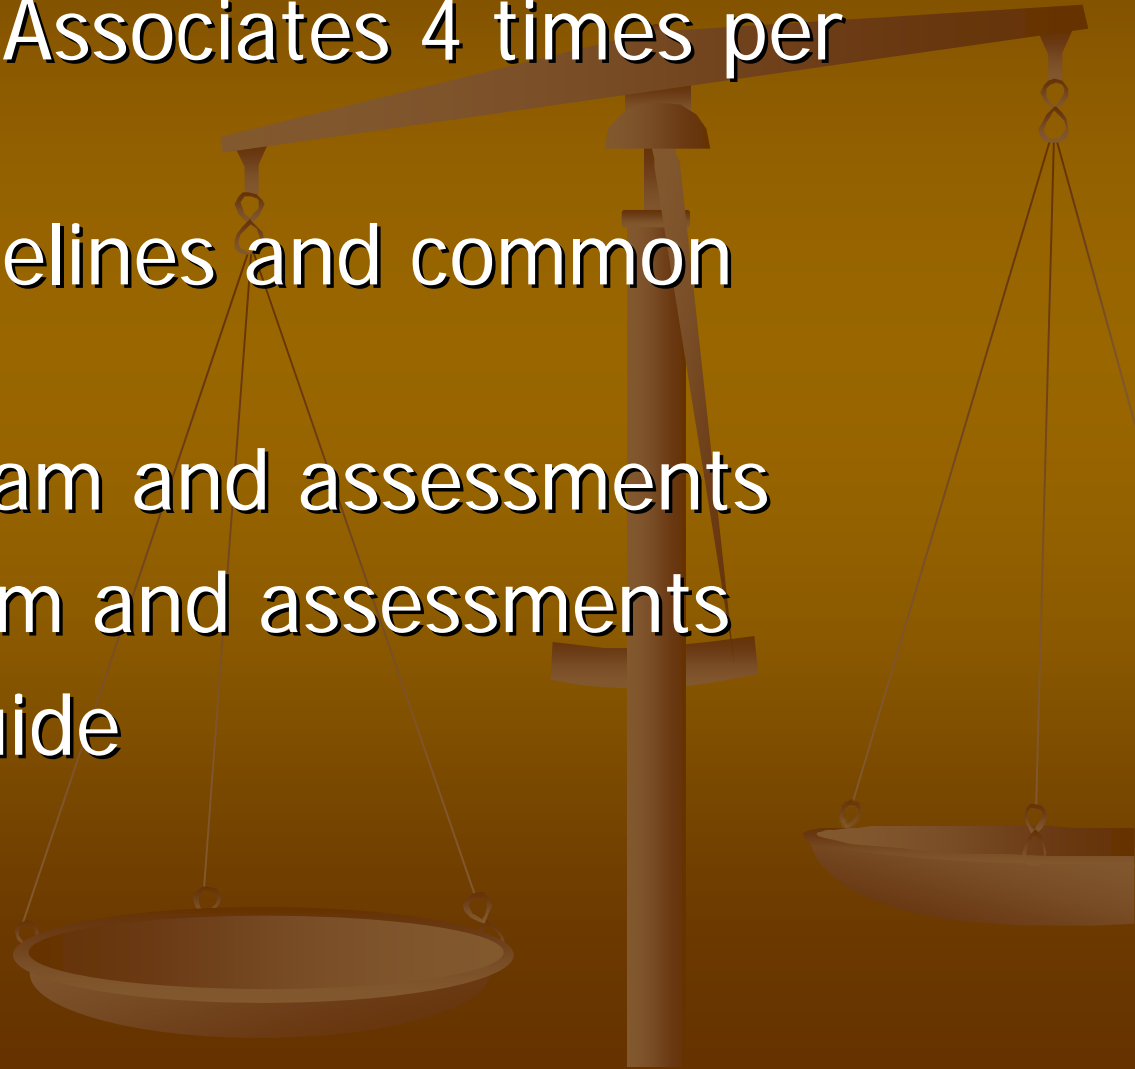 Associates 4 times per
elines and common
am and assessments
m and assessments
uide